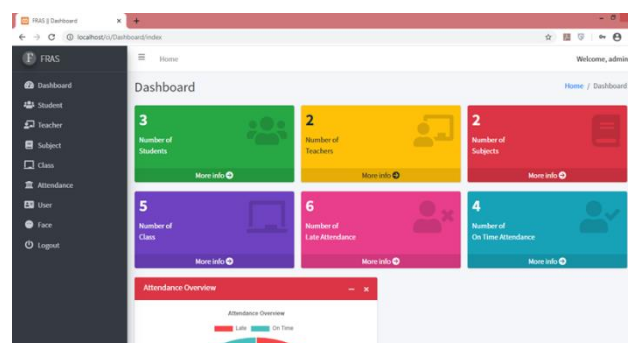 FRAS || Dashboard
localhost/ci/Dashboard/index
FRAS
Home
Welcome, admin
Dashboard
Student
Teacher
Subject
Class
Attendance
User
Face
Logout
Dashboard
Home / Dashboard
3
Number of
Students
More info
2
Number of
Teachers
More info
2
Number of
Subjects
More info
5
Number of
Class
More info
6
Number of
Late Attendance
More info
4
Number of
On Time Attendance
More info
Attendance Overview
Attendance Overview
Late On Time